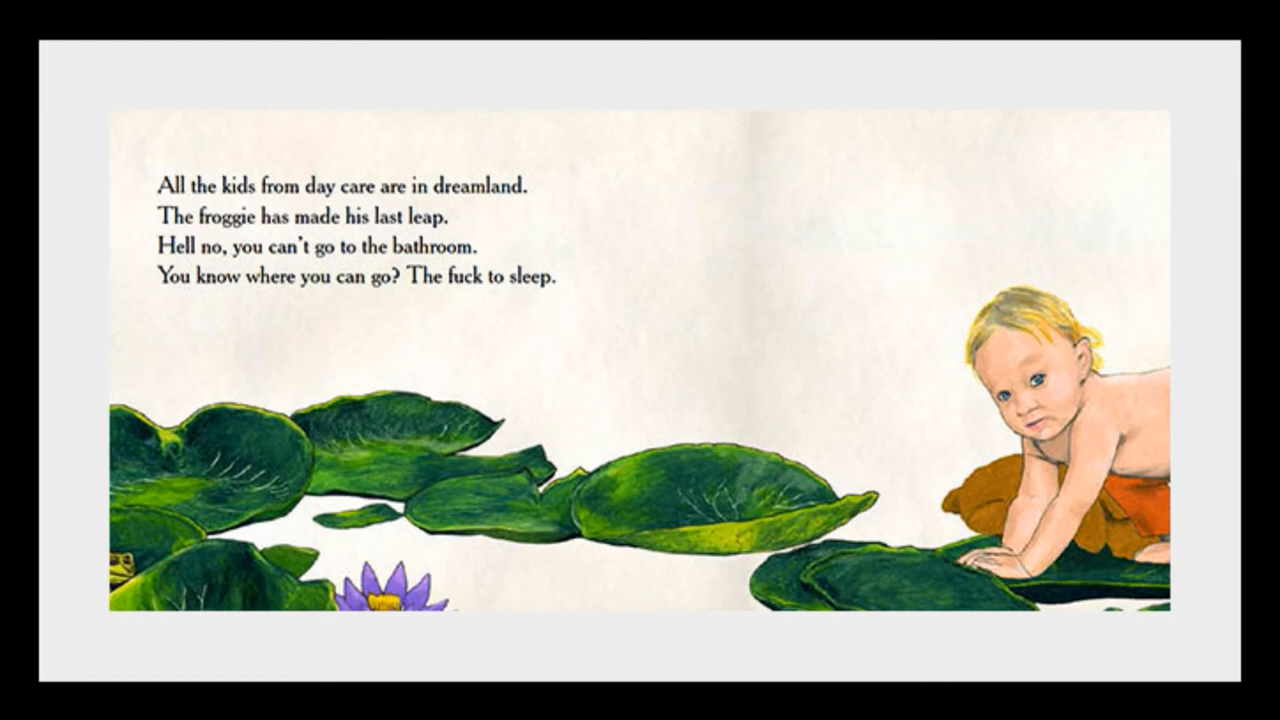 All the kids from day care are in dreamland.
The froggie has made his last leap.
Hell no, you can't go to the bathroom.
You know where you can go? The fuck to sleep.